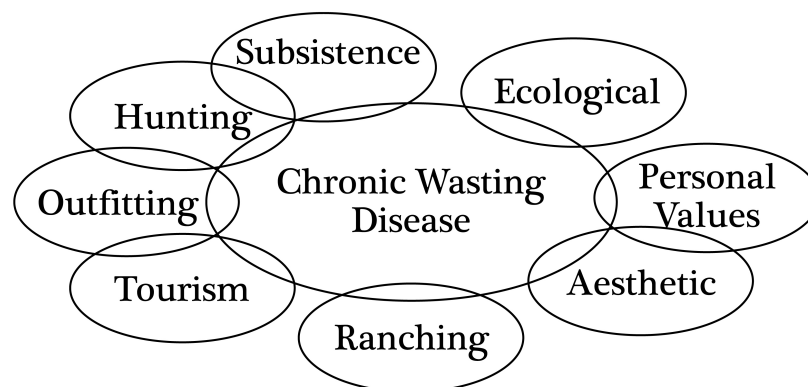 Subsistence
Ecological
Hunting
Chronic Wasting
Disease
Personal
Values
Outfitting
Tourism
Aesthetic
Ranching